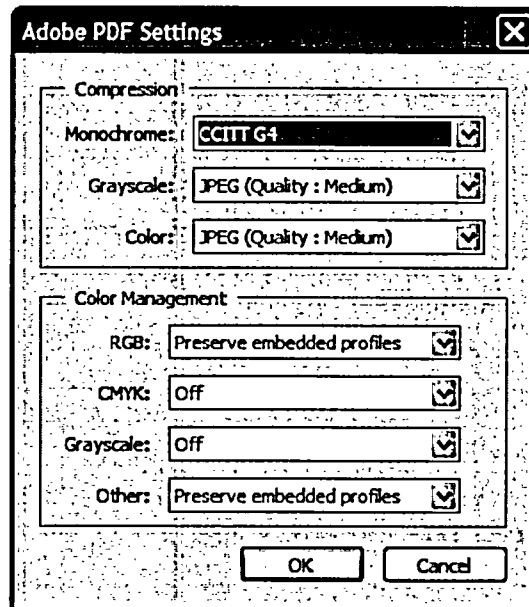 Adobe PDF Settings
Compression
Monochrome: CCITT G4
Grayscale: JPEG (Quality : Medium)
Color: JPEG (Quality : Medium)
Color Management
RGB: Preserve embedded profiles
CMYK: Off
Grayscale: Off
Other: Preserve embedded profiles
OK Cancel